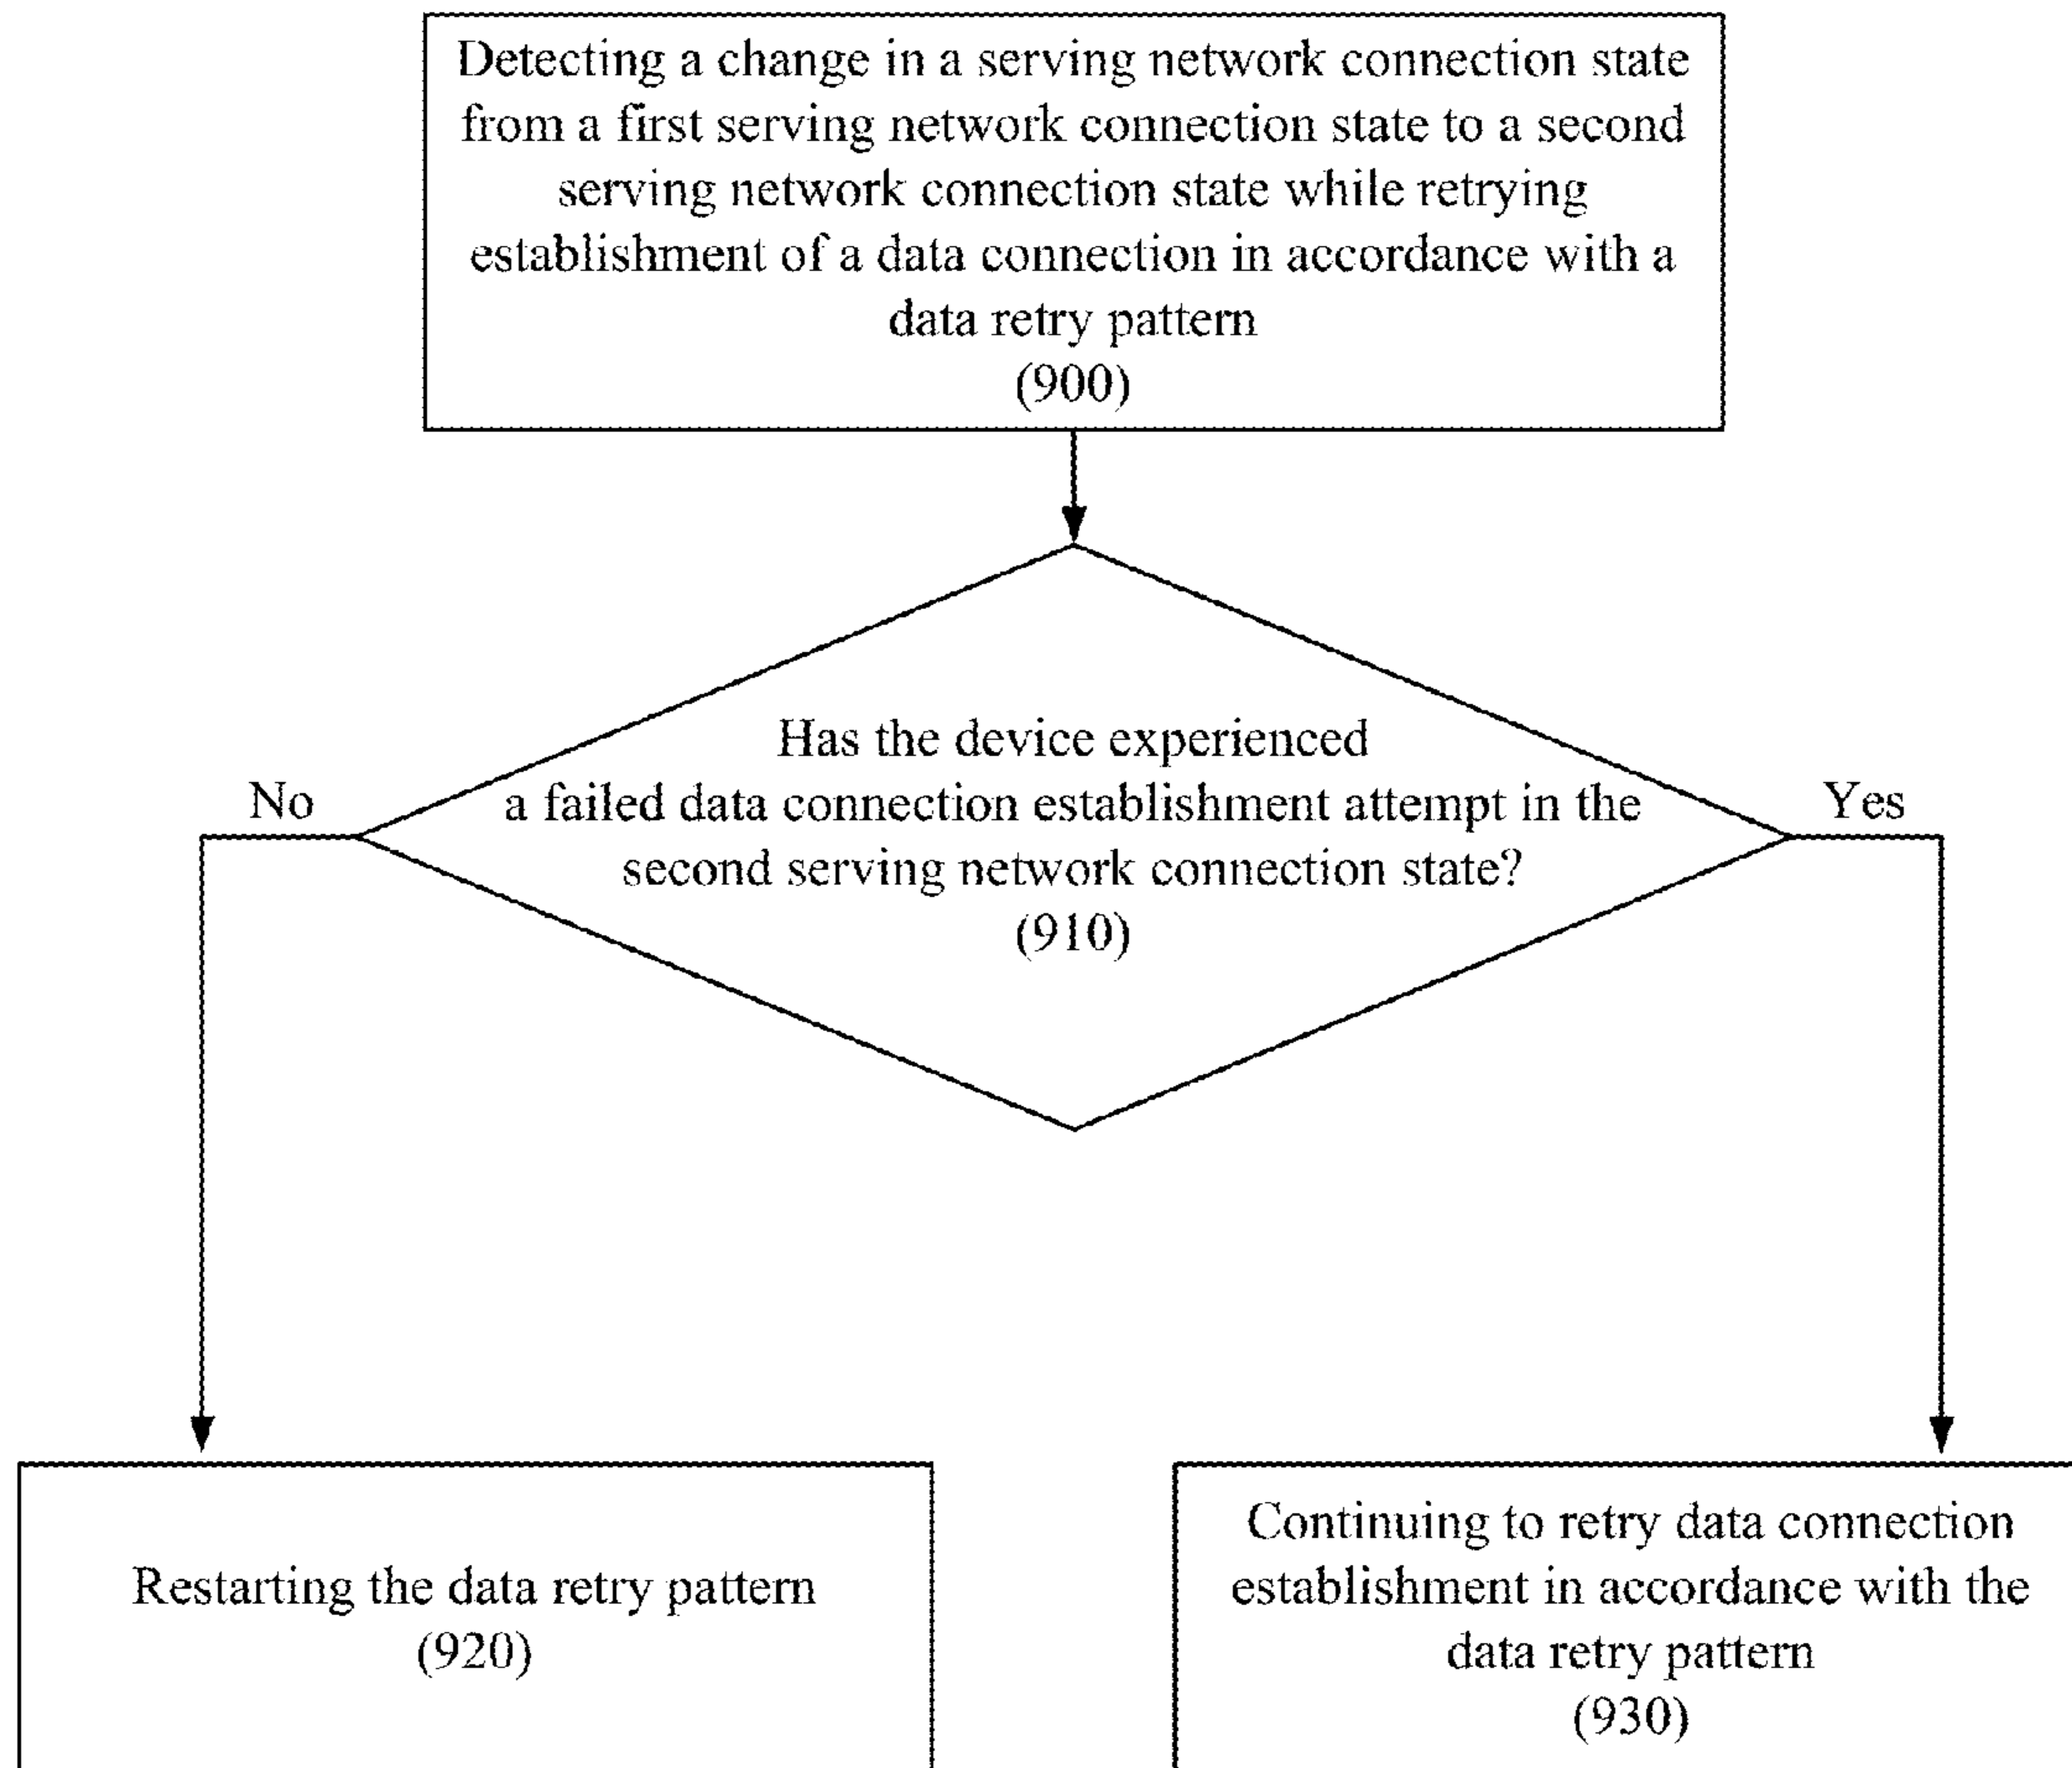 Detecting a change in a serving network connection state
from a first serving network connection state to a second
serving network connection state while retrying
establishment of a data connection in accordance with a
data retry pattern
(900)
Has the device experienced
a failed data connection establishment attempt in the
second serving network connection state?
(910)
No
Yes
Restarting the data retry pattern
(920)
Continuing to retry data connection
establishment in accordance with the
data retry pattern
(930)